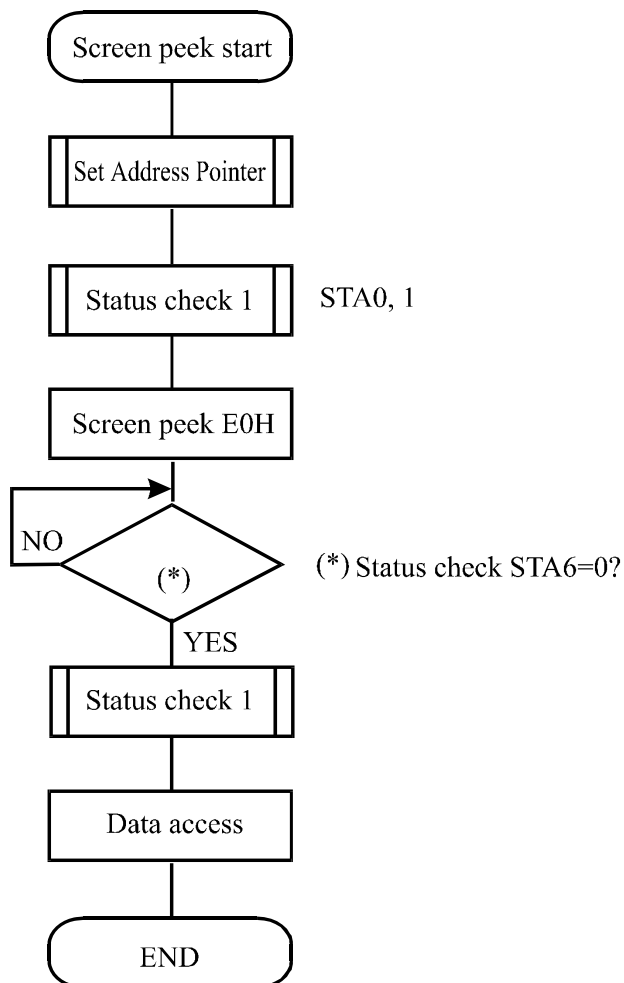 Screen peek start
Set Address Pointer
Status check 1
STA0, 1
Screen peek E0H
NO
(*)
(*) Status check STA6=0?
YES
Status check 1
Data access
END